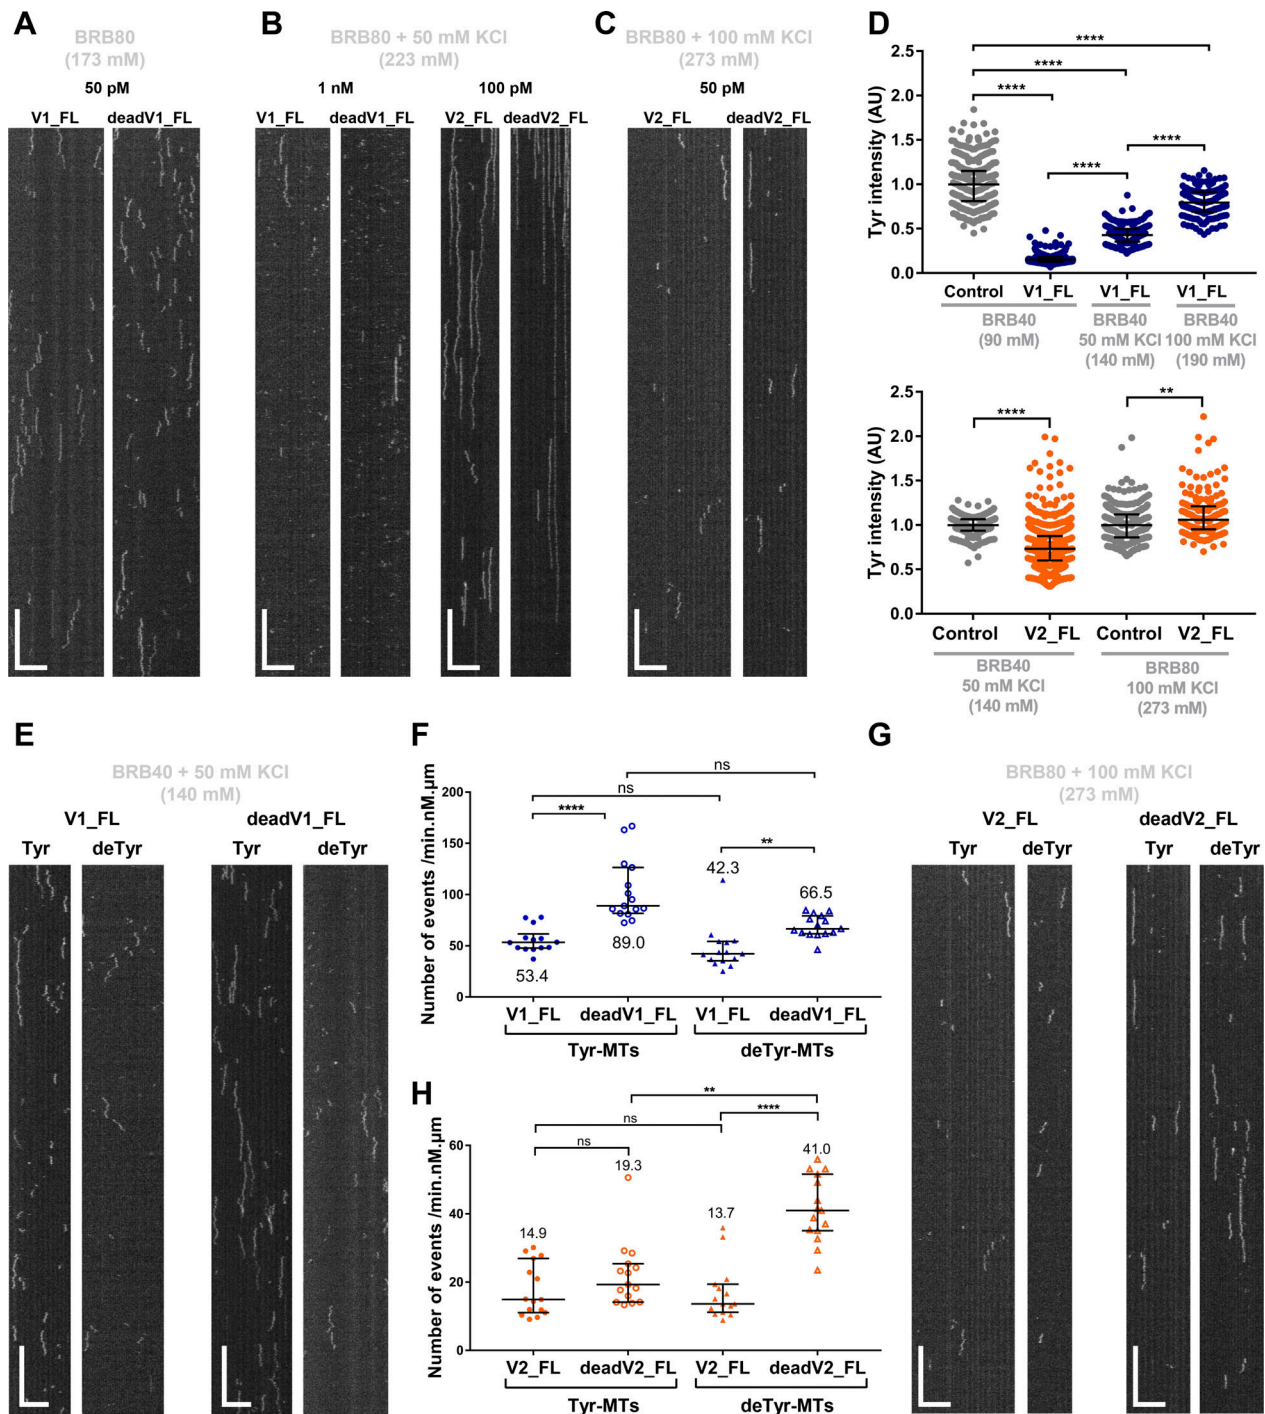 A
BRB80
(173 mM)
50 pM
V1_FL deadV1_FL
B
BRB80 + 50 mM KCl
(223 mM)
1 nM 100 pM
V1_FL deadV1_FL V2_FL deadV2_FL
C
BRB80 + 100 mM KCl
(273 mM)
50 pM
V2_FL deadV2_FL
D
Tyr intensity (AU)
2.5
2.0
1.5
1.0
0.5
0.0
****
****
****
****
****
Control V1_FL V1_FL V1_FL
BRB40
(90 mM)
BRB40
50 mM KCl
(140 mM)
BRB40
100 mM KCl
(190 mM)
Tyr intensity (AU)
2.5
2.0
1.5
1.0
0.5
0.0
****
**
Control V2_FL Control V2_FL
BRB40
50 mM KCl
(140 mM)
BRB80
100 mM KCl
(273 mM)
E
BRB40 + 50 mM KCl
(140 mM)
V1_FL deadV1_FL
Tyr deTyr Tyr deTyr
F
Number of events /min.nM.µm
200
150
100
50
0
ns
ns
****
**
53.4
89.0
42.3
66.5
V1_FL deadV1_FL V1_FL deadV1_FL
Tyr-MTs deTyr-MTs
G
BRB80 + 100 mM KCl
(273 mM)
V2_FL deadV2_FL
Tyr deTyr Tyr deTyr
H
Number of events /min.nM.µm
60
40
20
0
**
ns
****
ns
14.9
19.3
13.7
41.0
V2_FL deadV2_FL V2_FL deadV2_FL
Tyr-MTs deTyr-MTs